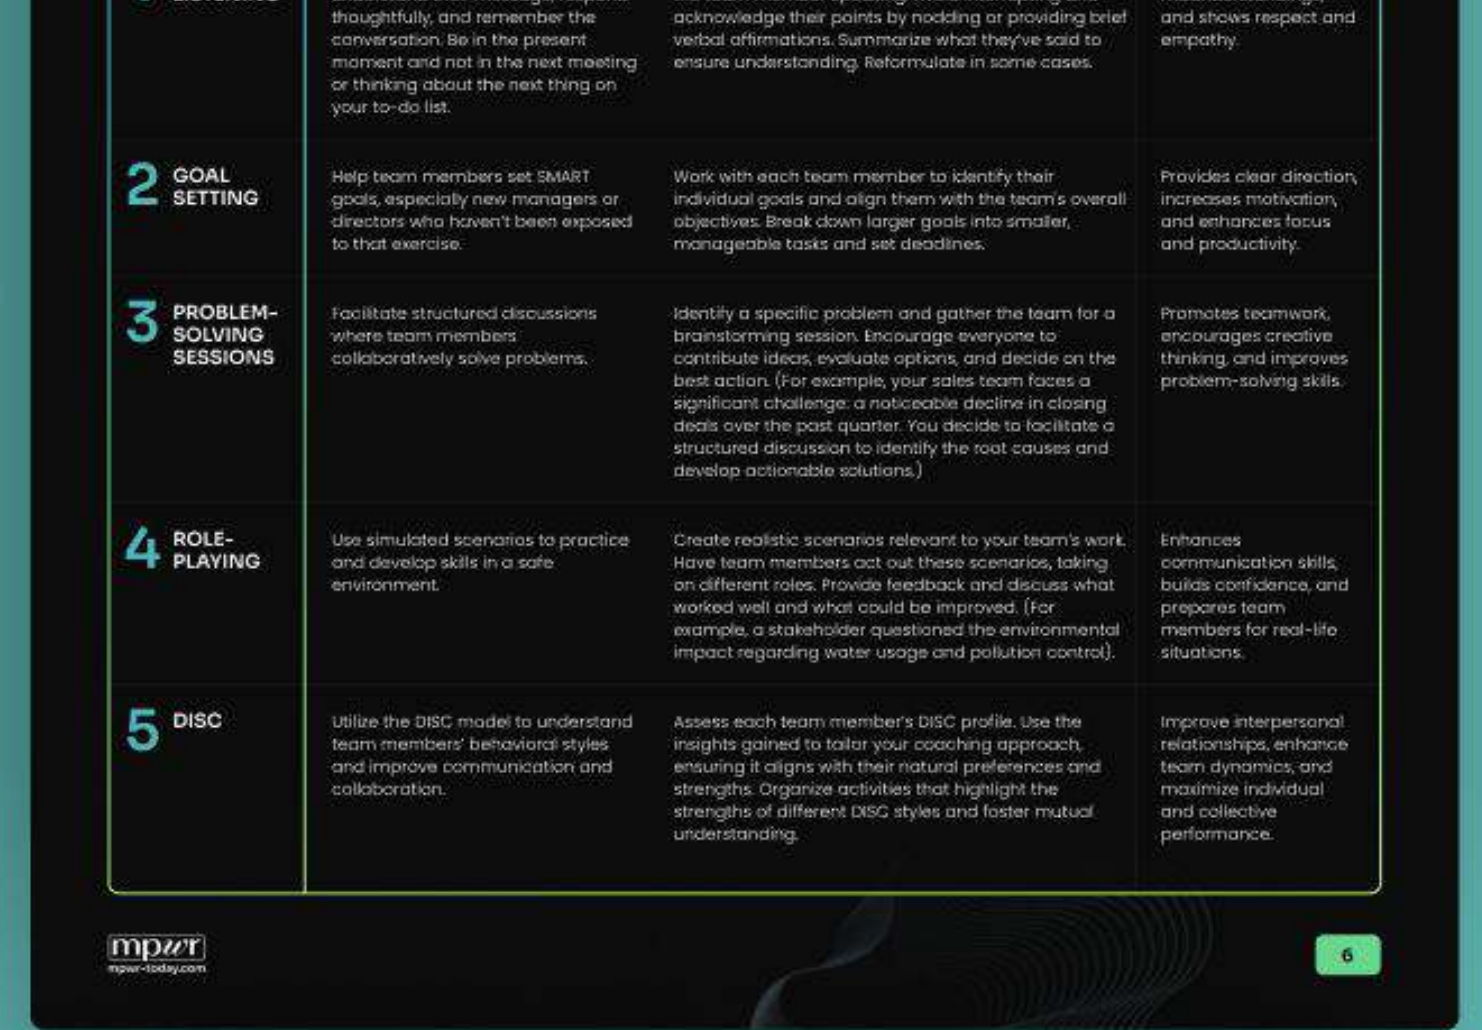 thoughtfully, and remember the
conversation. Be in the present
moment and not in the next meeting
or thinking about the next thing on
your to-do list.
acknowledge their points by nodding or providing brief
verbal affirmations. Summarize what they've said to
ensure understanding. Reformulate in some cases.
and shows respect and
empathy.
2 GOAL
SETTING
Help team members set SMART
goals, especially new managers or
directors who haven't been exposed
to that exercise.
Work with each team member to identify their
individual goals and align them with the team's overall
objectives. Break down larger goals into smaller,
manageable tasks and set deadlines.
Provides clear direction,
increases motivation,
and enhances focus
and productivity.
3 PROBLEM-
SOLVING
SESSIONS
Facilitate structured discussions
where team members
collaboratively solve problems.
Identify a specific problem and gather the team for a
brainstorming session. Encourage everyone to
contribute ideas, evaluate options, and decide on the
best action. (For example, your sales team faces a
significant challenge: a noticeable decline in closing
deals over the past quarter. You decide to facilitate a
structured discussion to identify the root causes and
develop actionable solutions.)
Promotes teamwork,
encourages creative
thinking, and improves
problem-solving skills.
4 ROLE-
PLAYING
Use simulated scenarios to practice
and develop skills in a safe
environment.
Create realistic scenarios relevant to your team's work.
Have team members act out these scenarios, taking
on different roles. Provide feedback and discuss what
worked well and what could be improved. (For
example, a stakeholder questioned the environmental
impact regarding water usage and pollution control).
Enhances
communication skills,
builds confidence, and
prepares team
members for real-life
situations.
5 DISC
Utilize the DISC model to understand
team members' behavioral styles
and improve communication and
collaboration.
Assess each team member's DISC profile. Use the
insights gained to tailor your coaching approach,
ensuring it aligns with their natural preferences and
strengths. Organize activities that highlight the
strengths of different DISC styles and foster mutual
understanding.
Improve interpersonal
relationships, enhance
team dynamics, and
maximize individual
and collective
performance.
mpwr
mpwr-today.com
6